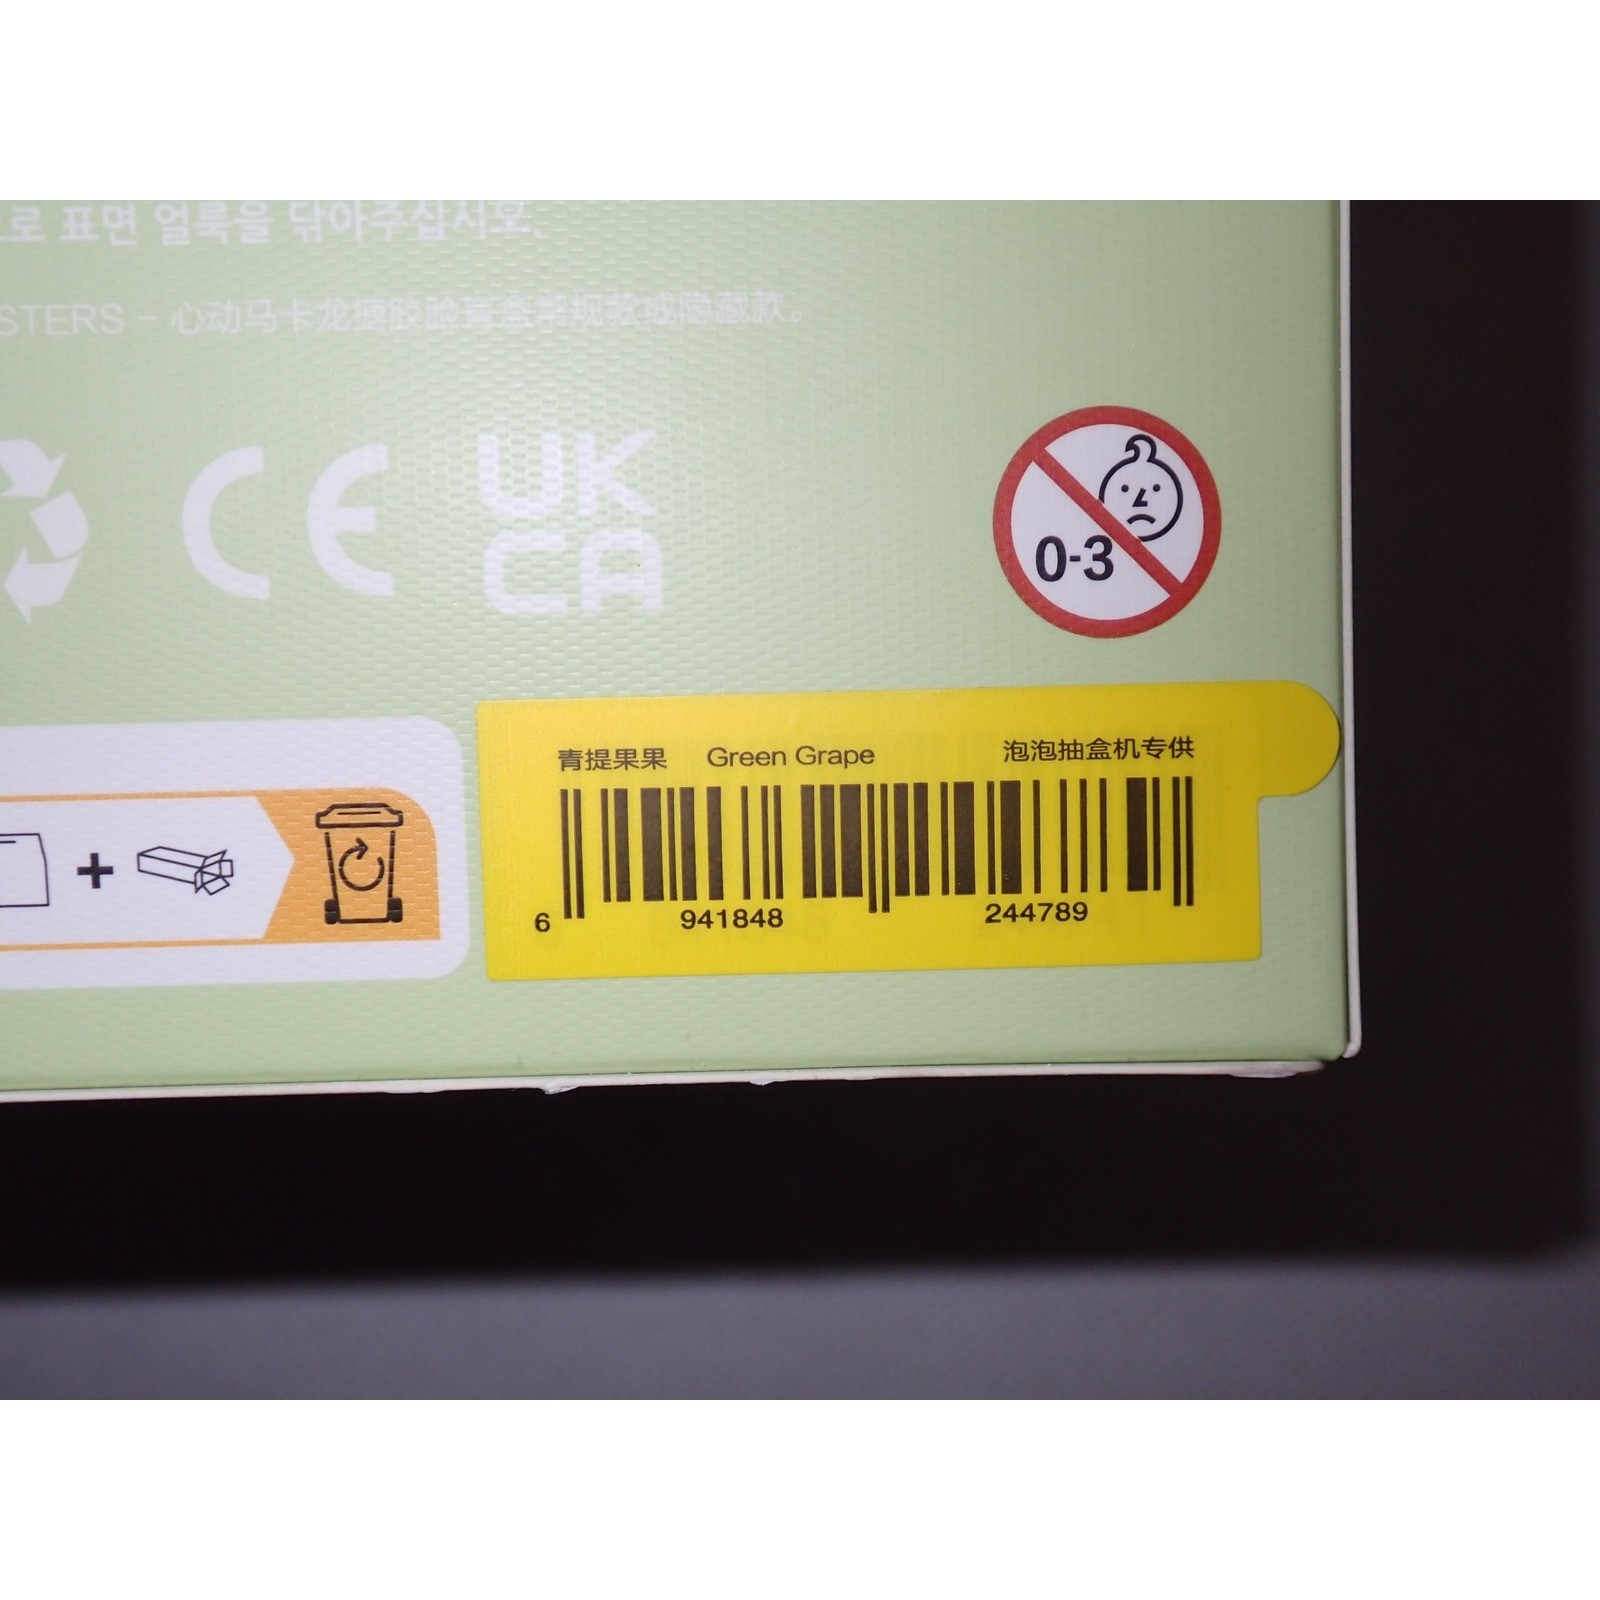 로 표면 얼룩을 닦아주십시오.
STERS – 心动马卡龙搪胶脸盲盒常规款或隐藏款。
CE
UK
CA
0-3
青提果果 Green Grape 泡泡抽盒机专供
+
6 941848 244789